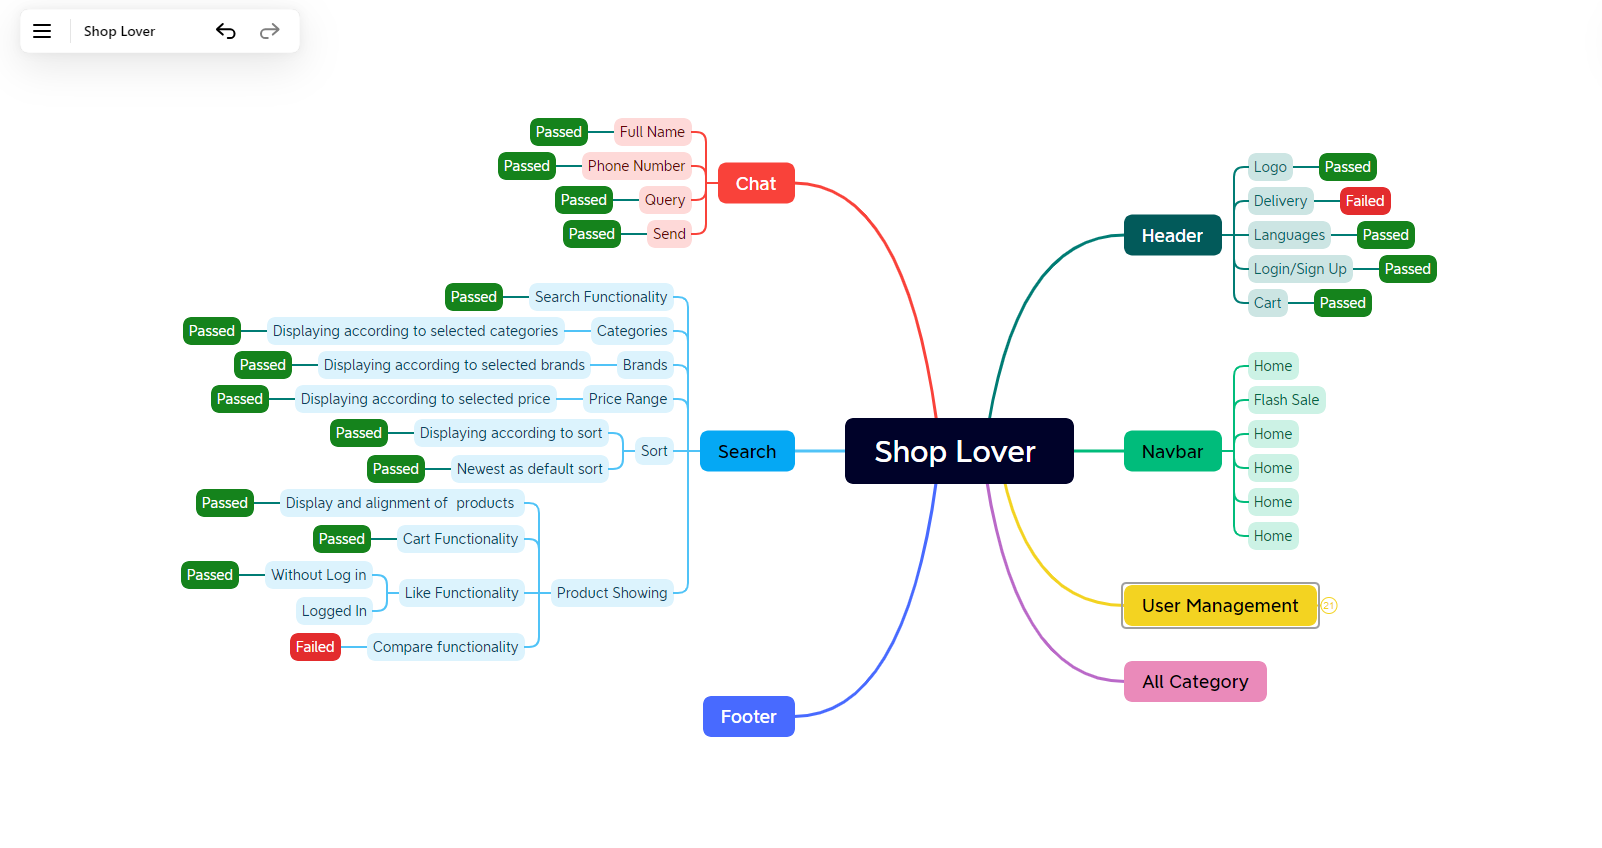 Shop Lover
Passed Full Name
Passed Phone Number
Passed Query
Passed Send
Chat
Passed Search Functionality
Passed Displaying according to selected categories Categories
Passed Displaying according to selected brands Brands
Passed Displaying according to selected price Price Range
Passed Displaying according to sort
Passed Newest as default sort
Sort
Search
Passed Display and alignment of  products
Passed Cart Functionality
Passed Without Log in
Logged In
Like Functionality
Product Showing
Failed Compare functionality
Footer
Shop Lover
Header
Logo Passed
Delivery Failed
Languages Passed
Login/Sign Up Passed
Cart Passed
Navbar
Home
Flash Sale
Home
Home
Home
Home
User Management 21
All Category